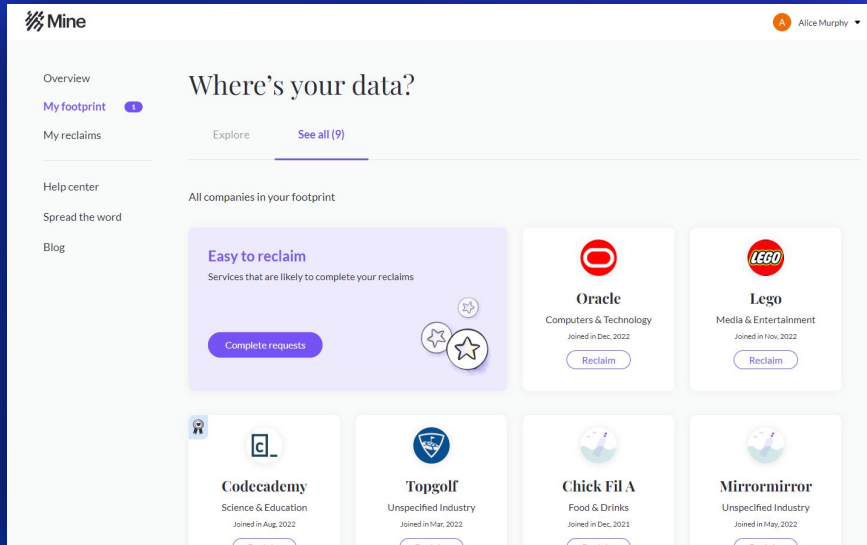 Mine
A Alice Murphy
Overview
My footprint 1
My reclaims
Help center
Spread the word
Blog
Where's your data?
Explore
See all (9)
All companies in your footprint
Easy to reclaim
Services that are likely to complete your reclaims
Complete requests
Oracle
Computers & Technology
Joined in Dec, 2022
Reclaim
LEGO
Lego
Media & Entertainment
Joined in Nov, 2022
Reclaim
c_
Codecademy
Science & Education
Joined in Aug, 2022
Topgolf
Unspecified Industry
Joined in Mar, 2022
Chick Fil A
Food & Drinks
Joined in Dec, 2021
Mirrormirror
Unspecified Industry
Joined in May, 2022